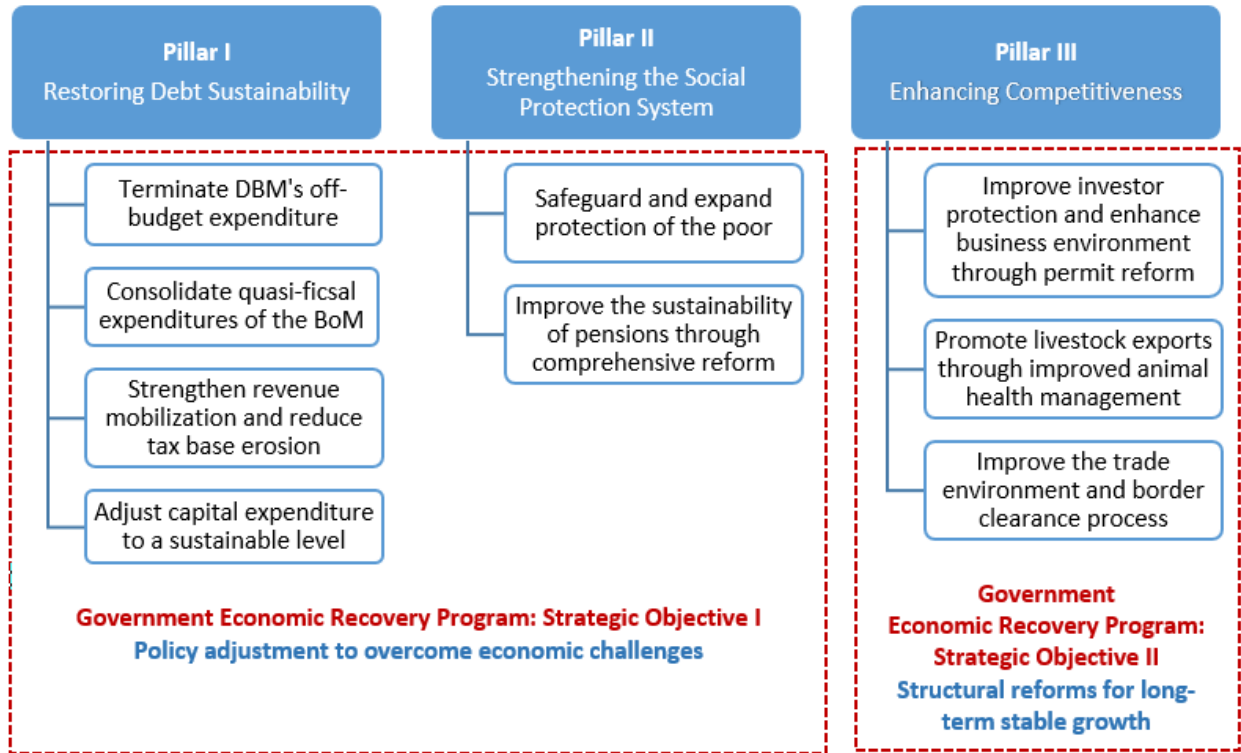 Pillar I
Restoring Debt Sustainability
Terminate DBM's off-
budget expenditure
Consolidate quasi-ficsal
expenditures of the BoM
Strengthen revenue
mobilization and reduce
tax base erosion
Adjust capital expenditure
to a sustainable level
Pillar II
Strengthening the Social
Protection System
Safeguard and expand
protection of the poor
Improve the sustainability
of pensions through
comprehensive reform
Government Economic Recovery Program: Strategic Objective I
Policy adjustment to overcome economic challenges
Pillar III
Enhancing Competitiveness
Improve investor
protection and enhance
business environment
through permit reform
Promote livestock exports
through improved animal
health management
Improve the trade
environment and border
clearance process
Government
Economic Recovery Program:
Strategic Objective II
Structural reforms for long-
term stable growth